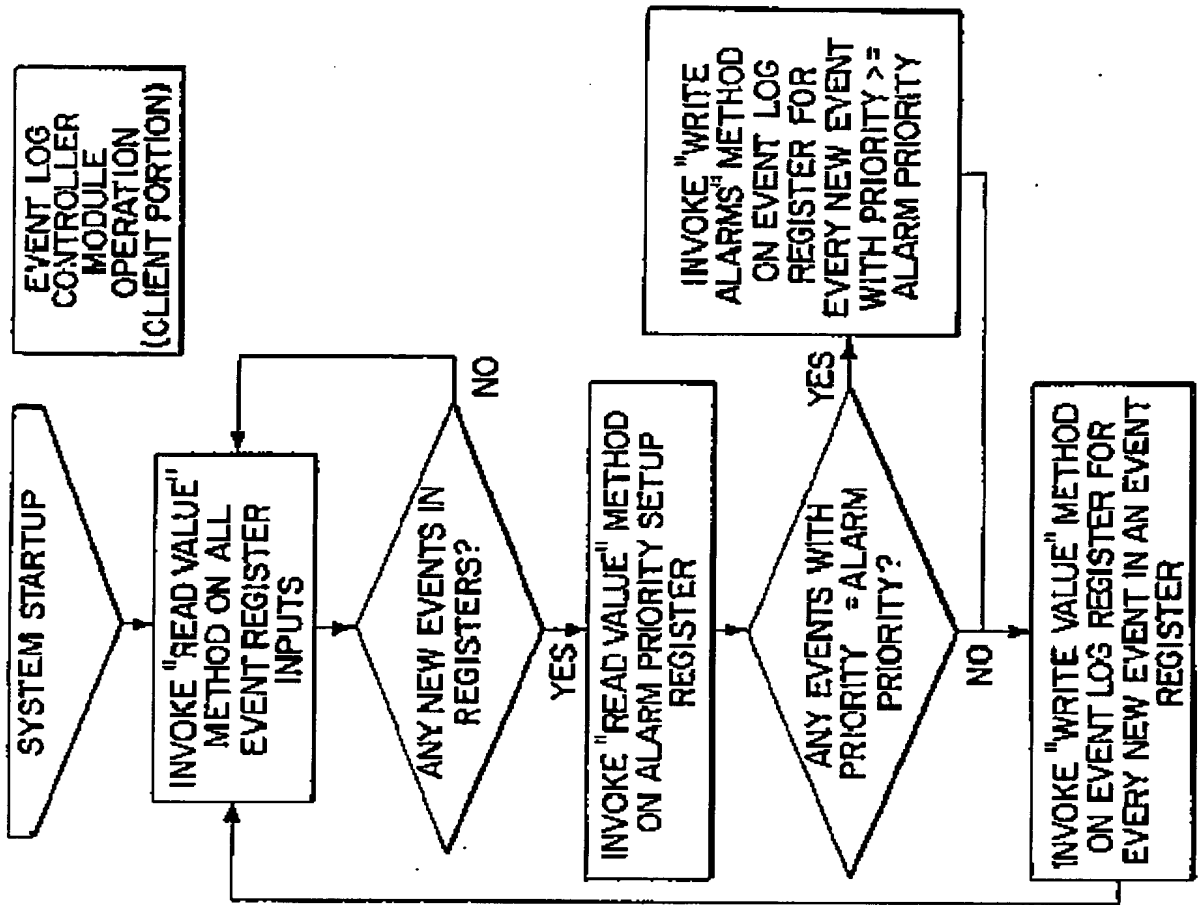 EVENT LOG
CONTROLLER
MODULE
OPERATION
(CLIENT PORTION)
SYSTEM STARTUP
INVOKE "READ VALUE"
METHOD ON ALL
EVENT REGISTER
INPUTS
ANY NEW EVENTS IN
REGISTERS?
NO
YES
INVOKE "READ VALUE" METHOD
ON ALARM PRIORITY SETUP
REGISTER
ANY EVENTS WITH
PRIORITY =ALARM
PRIORITY?
YES
INVOKE "WRITE
ALARMS" METHOD
ON EVENT LOG
REGISTER FOR
EVERY NEW EVENT
WITH PRIORITY >=
ALARM PRIORITY
NO
INVOKE "WRITE VALUE" METHOD
ON EVENT LOG REGISTER FOR
EVERY NEW EVENT IN AN EVENT
REGISTER